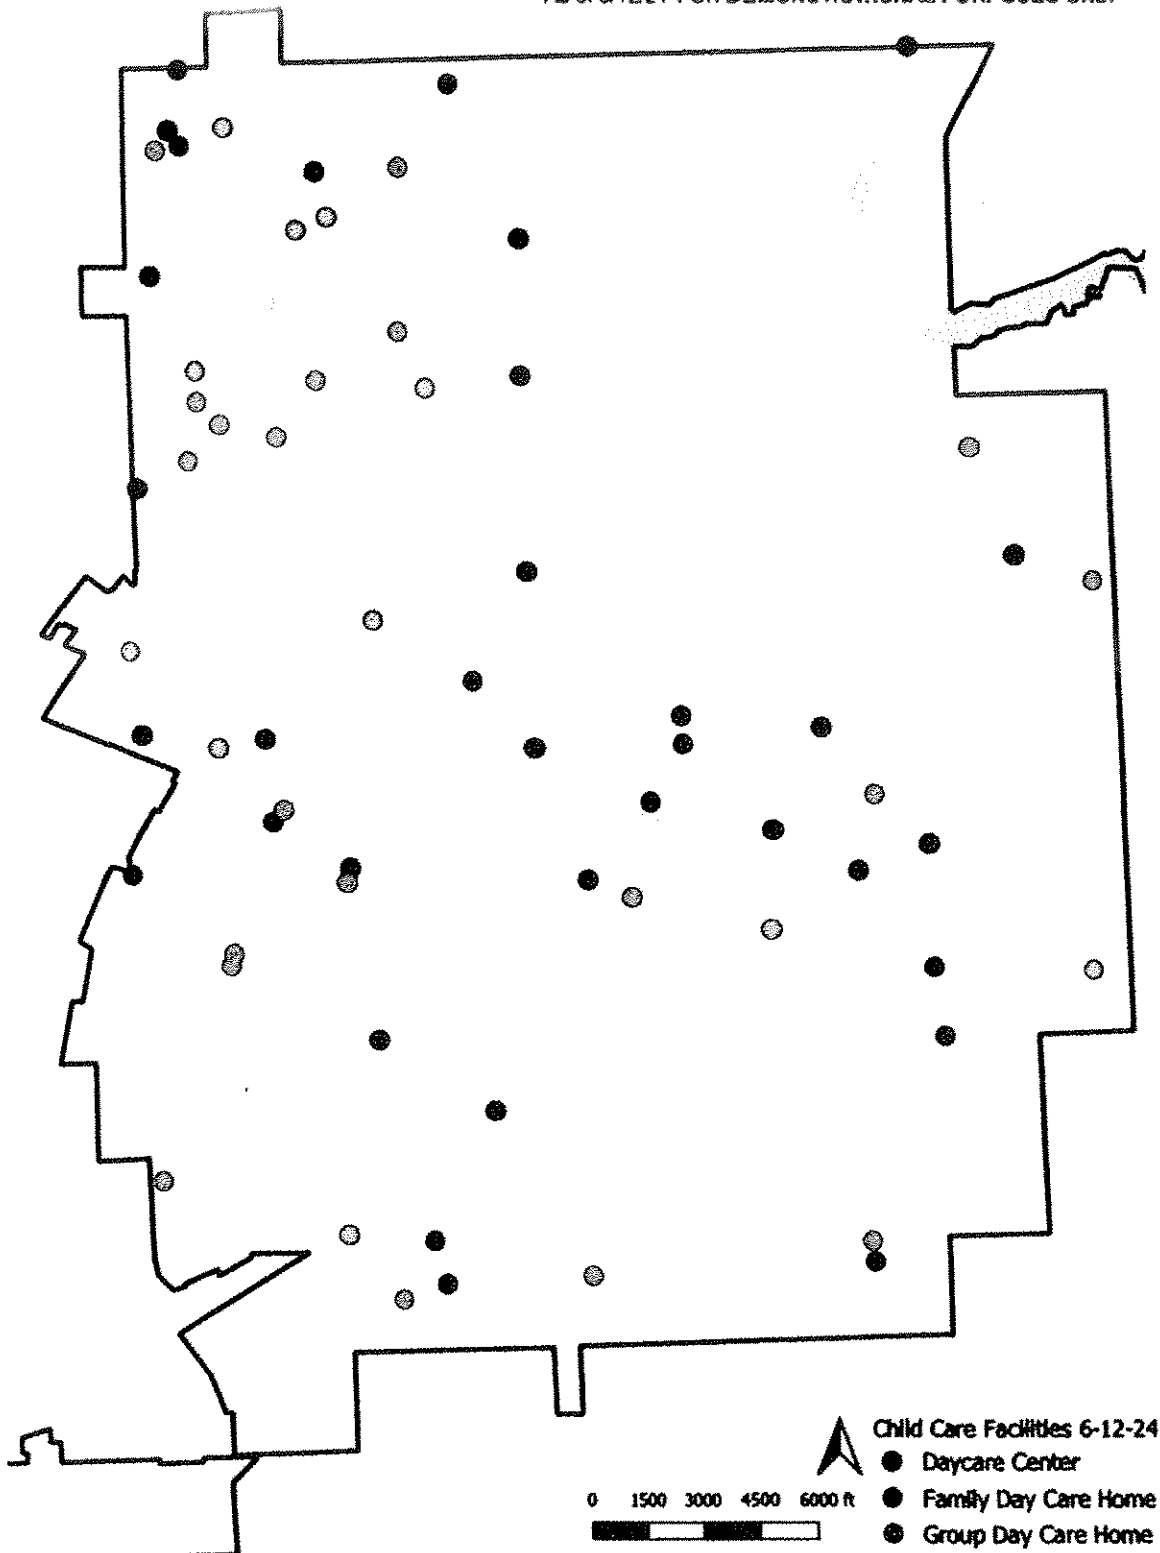 Child Care Facilities 6-12-24
Daycare Center
0 1500 3000 4500 6000 ft
Family Day Care Home
Group Day Care Home